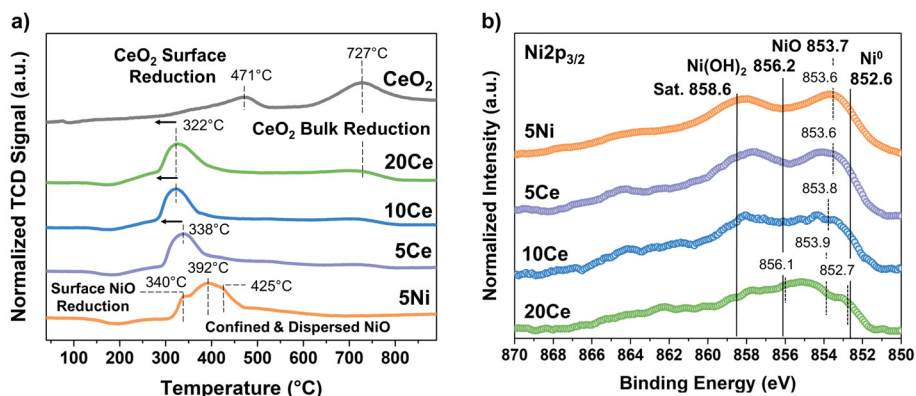 a)
CeO₂ Surface
Reduction
727°C
471°C
CeO₂
322°C
CeO₂ Bulk Reduction
20Ce
10Ce
338°C
5Ce
392°C
Surface NiO
Reduction
340°C
425°C
5Ni
Confined & Dispersed NiO
Normalized TCD Signal (a.u.)
100 200 300 400 500 600 700 800
Temperature (°C)
b)
Ni2p₃/₂
NiO 853.7
Ni(OH)₂
856.2
Ni⁰
852.6
Sat. 858.6
853.6
5Ni
853.6
5Ce
853.8
10Ce
853.9
856.1
852.7
20Ce
Normalized Intensity (a.u.)
870 868 866 864 862 860 858 856 854 852 850
Binding Energy (eV)